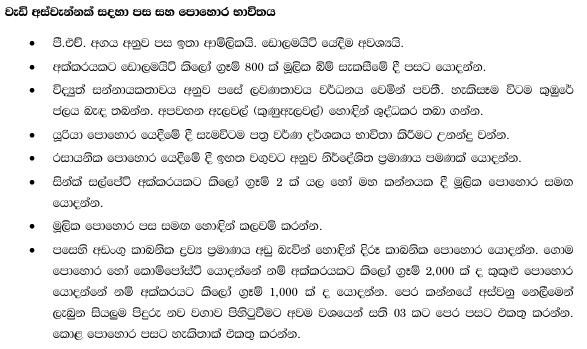 වැඩි අස්වැන්නක් සඳහා පස සහ පොහොර භාවිතය
• පී.එච්. අගය අනුව පස ඉතා ආම්ලිකයි. ඩොලමයිට් යෙදීම අවශ්‍යයි.
• අක්කරයකට ඩොලමයිට් කිලෝ ග්‍රෑම් 800 ක් මූලික බිම් සැකසීමේ දී පසට යොදන්න.
• විද්‍යුත් සන්නායකතාවය අනුව පසේ ලවණතාවය වර්ධනය වෙමින් පවතී. හැකිසෑම විටම කුඹුරේ
ජලය බැඳ තබන්න. අපවහන ඇලවල් (කුණුඇලවල්) හොඳින් ශුද්ධකර තබා ගන්න.
• යූරියා පොහොර යෙදීමේ දී සැමවිටම පත්‍ර වර්ණ දර්ශකය භාවිතා කිරීමට උනන්දු වන්න.
• රසායනික පොහොර යෙදීමේ දී ඉහත වගුවට අනුව නිර්දේශිත ප්‍රමාණය පමණක් යොදන්න.
• සින්ක් සල්පේට් අක්කරයකට කිලෝ ග්‍රෑම් 2 ක් යල හෝ මහ කන්නයක දී මූලික පොහොර සමඟ
යොදන්න.
• මූලික පොහොර පස සමඟ හොඳින් කලවම් කරන්න.
• පසෙහි අඩංගු කාබනික ද්‍රව්‍ය ප්‍රමාණය අඩු බැවින් හොඳින් දිරූ කාබනික පොහොර යොදන්න. ගොම
පොහොර හෝ කොම්පෝස්ට් යොදන්නේ නම් අක්කරයකට කිලෝ ග්‍රෑම් 2,000 ක් ද කුකුළු පොහොර
යොදන්නේ නම් අක්කරයට කිලෝ ග්‍රෑම් 1,000 ක් ද යොදන්න. පෙර කන්නයේ අස්වනු නෙලීමෙන්
ලැබුන සියලුම පිදුරු නව වගාව පිහිටුවීමට අවම වශයෙන් සති 03 කට පෙර පසට එකතු කරන්න.
කොළ පොහොර පසට හැකිතාක් එකතු කරන්න.